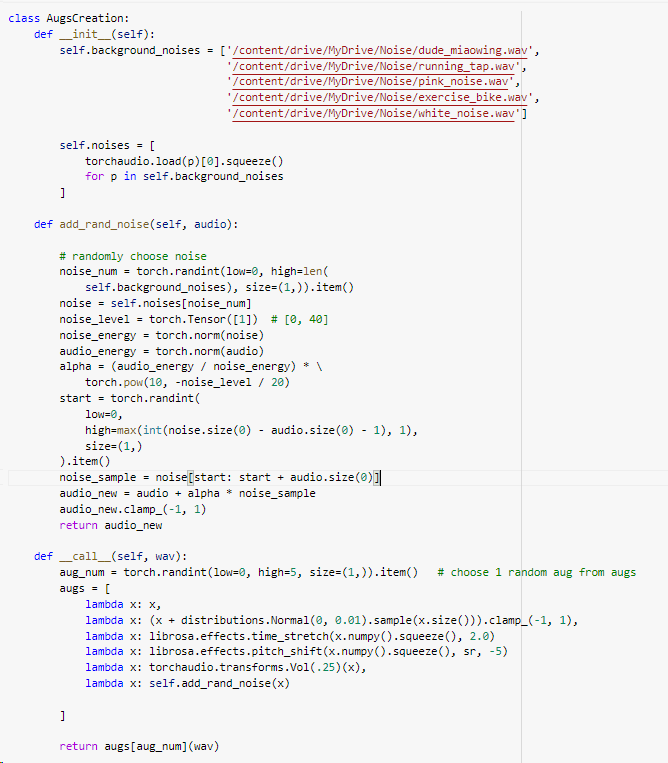 class AugsCreation:
    def __init__(self):
        self.background_noises = ['/content/drive/MyDrive/Noise/dude_miaowing.wav',
                                  '/content/drive/MyDrive/Noise/running_tap.wav',
                                  '/content/drive/MyDrive/Noise/pink_noise.wav',
                                  '/content/drive/MyDrive/Noise/exercise_bike.wav',
                                  '/content/drive/MyDrive/Noise/white_noise.wav']

        self.noises = [
            torchaudio.load(p)[0].squeeze()
            for p in self.background_noises
        ]

    def add_rand_noise(self, audio):

        # randomly choose noise
        noise_num = torch.randint(low=0, high=len(
            self.background_noises), size=(1,)).item()
        noise = self.noises[noise_num]
        noise_level = torch.Tensor([1])  # [0, 40]
        noise_energy = torch.norm(noise)
        audio_energy = torch.norm(audio)
        alpha = (audio_energy / noise_energy) * \
            torch.pow(10, -noise_level / 20)
        start = torch.randint(
            low=0,
            high=max(int(noise.size(0) - audio.size(0) - 1), 1),
            size=(1,)
        ).item()
        noise_sample = noise[start: start + audio.size(0)]
        audio_new = audio + alpha * noise_sample
        audio_new.clamp_(-1, 1)
        return audio_new

    def __call__(self, wav):
        aug_num = torch.randint(low=0, high=5, size=(1,)).item()   # choose 1 random aug from augs
        augs = [
            lambda x: x,
            lambda x: (x + distributions.Normal(0, 0.01).sample(x.size())).clamp_(-1, 1),
            lambda x: librosa.effects.time_stretch(x.numpy().squeeze(), 2.0)
            lambda x: librosa.effects.pitch_shift(x.numpy().squeeze(), sr, -5)
            lambda x: torchaudio.transforms.Vol(.25)(x),
            lambda x: self.add_rand_noise(x)

        ]

        return augs[aug_num](wav)